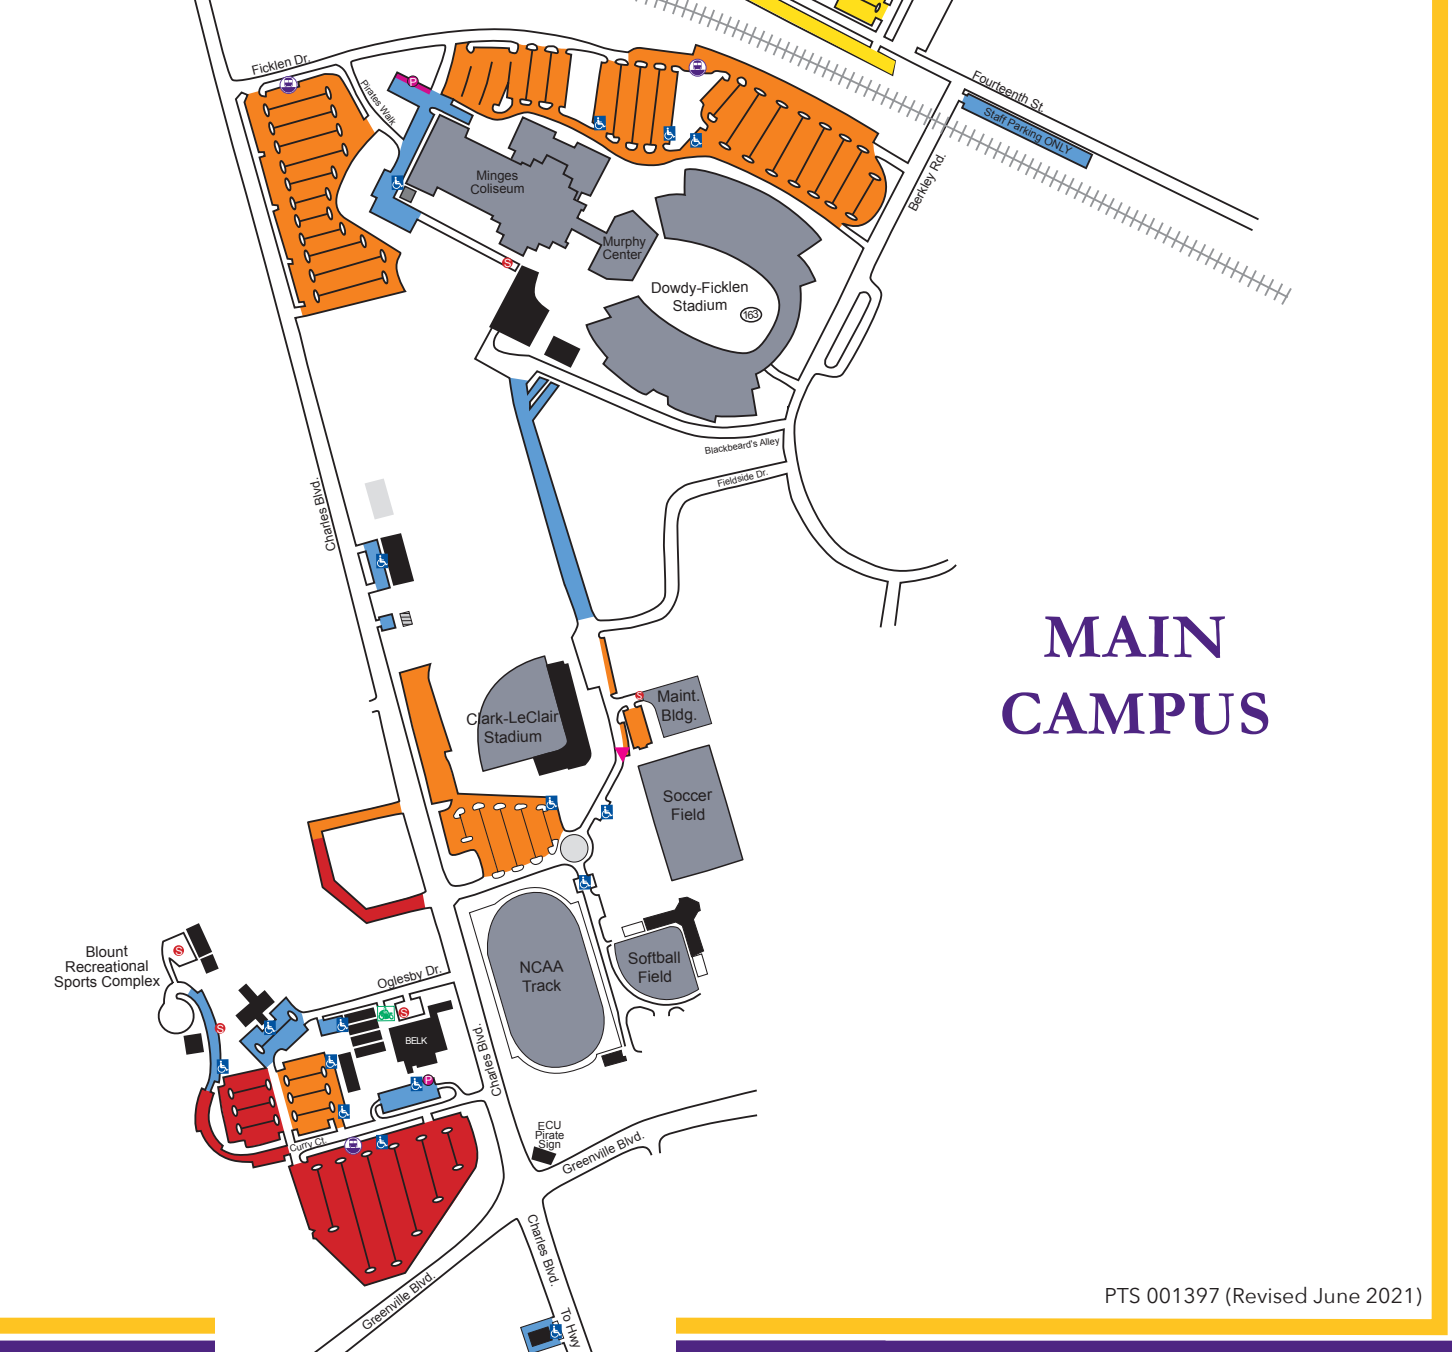 Ficklen Dr.
Pirates Walk
P
Fourteenth St.
Staff Parking ONLY
Berkley Rd.
Minges
Coliseum
Murphy
Center
S
Dowdy-Ficklen
Stadium
163
Blackbeard's Alley
Fieldside Dr.
Charles Blvd.
MAIN
CAMPUS
S
Maint.
Bldg.
Clark-LeClair
Stadium
Soccer
Field
Blount
Recreational
Sports Complex
S
Oglesby Dr.
NCAA
Track
Softball
Field
S
S
BELK
Charles Blvd.
P
Curry Ct.
ECU
Pirate
Sign
Greenville Blvd.
Charles Blvd.
Greenville Blvd.
To Hwy
PTS 001397 (Revised June 2021)